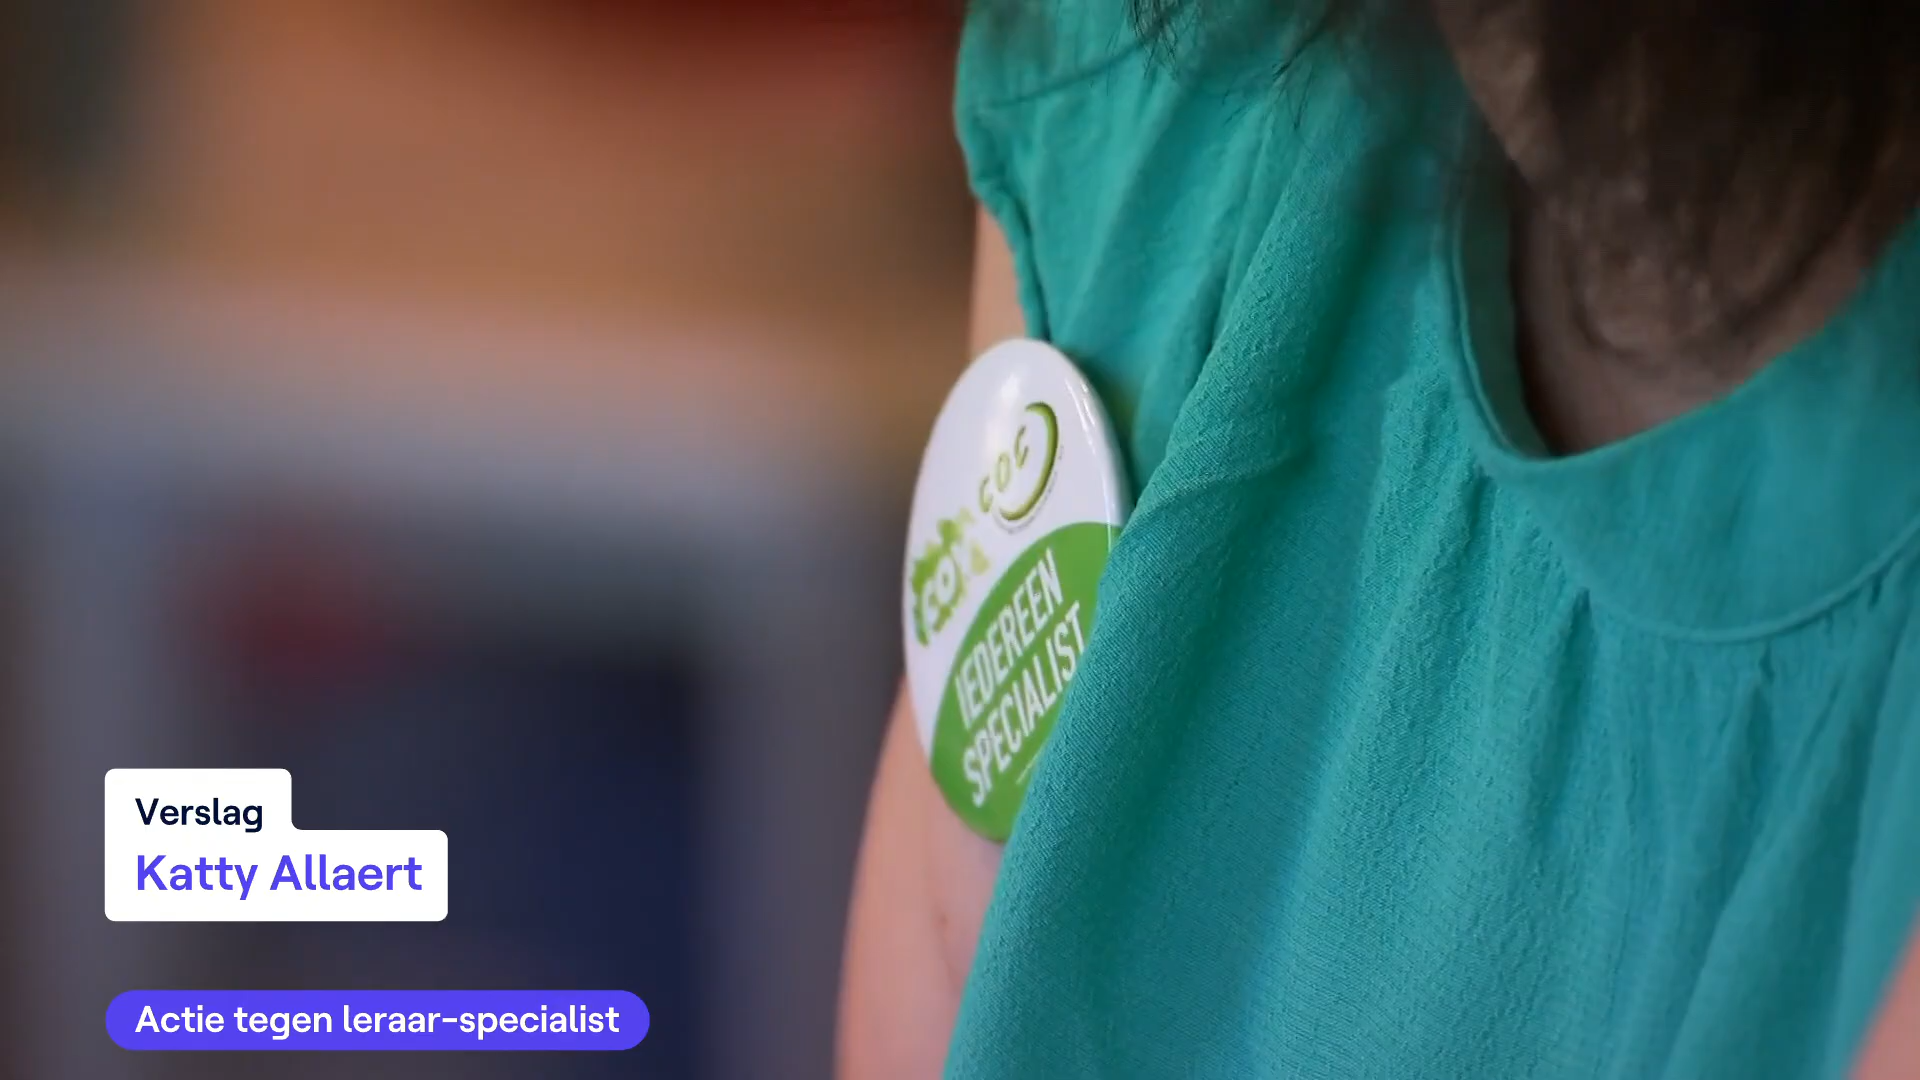 COC
IEDEREEN
SPECIALIST
Verslag
Katty Allaert
Actie tegen leraar-specialist